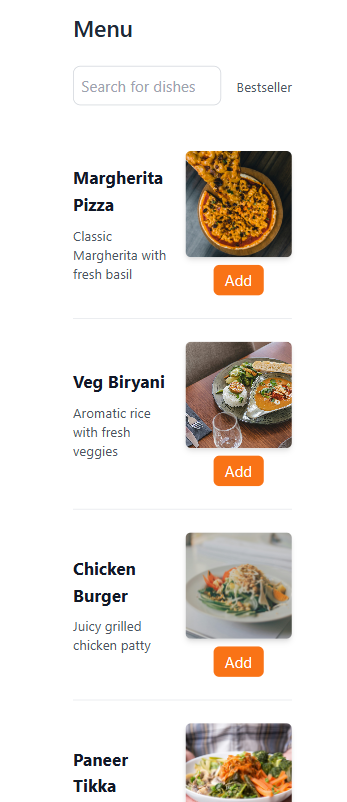 Menu
Search for dishes
Bestseller
Margherita
Pizza
Classic
Margherita with
fresh basil
Add
Veg Biryani
Aromatic rice
with fresh
veggies
Add
Chicken
Burger
Juicy grilled
chicken patty
Add
Paneer
Tikka